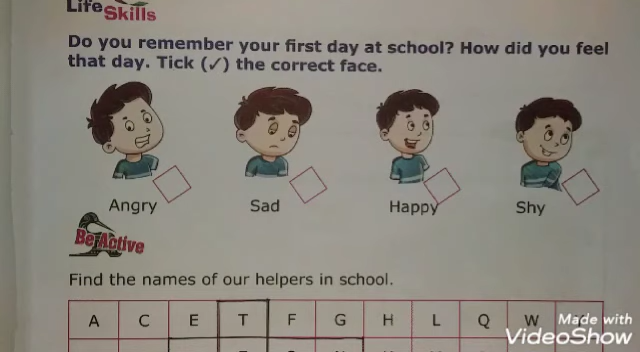 Life Skills
Do you remember your first day at school? How did you feel
that day. Tick (✓) the correct face.
Angry Sad Happy Shy
Be Active
Find the names of our helpers in school.
A C E T F G H L Q W
Made with
VideoShow